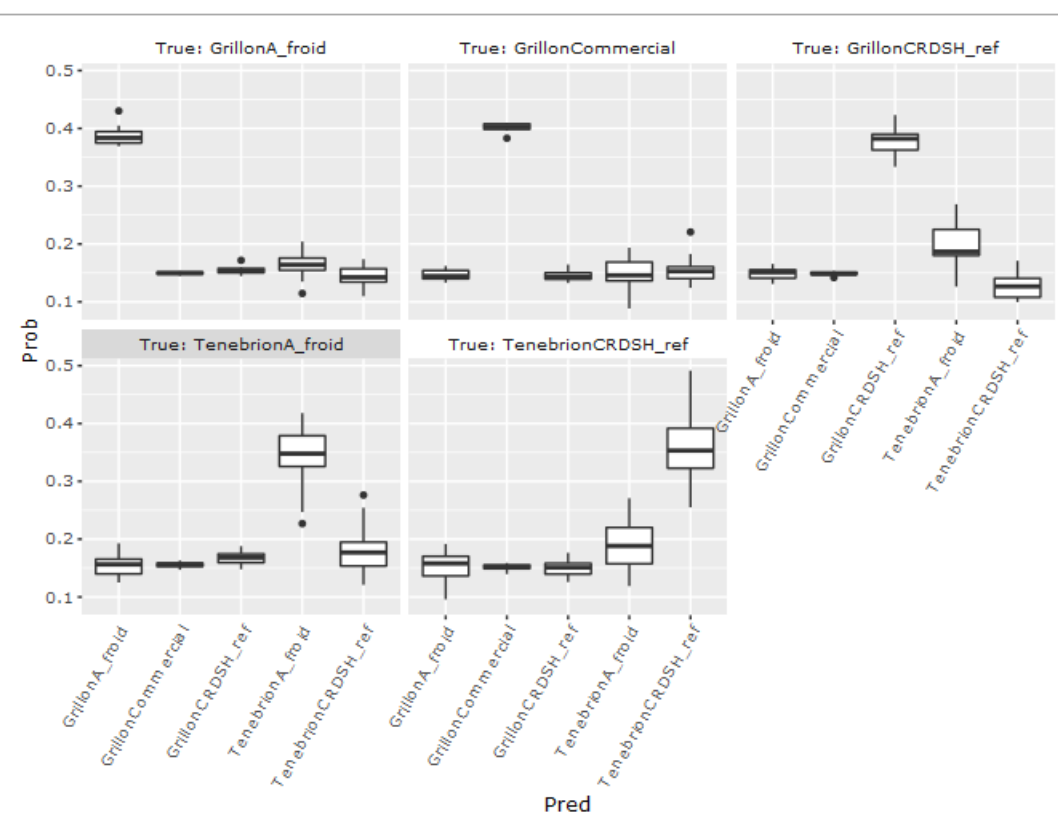 True: GrillonA_froid
True: GrillonCommercial
True: GrillonCRDSH_ref
0.5
0.4
0.3
0.2
0.1
Prob
GrillonA_froid
GrillonCommercial
GrillonCRDSH_ref
TenebrionA_froid
TenebrionCRDSH_ref
True: TenebrionA_froid
True: TenebrionCRDSH_ref
0.5
0.4
0.3
0.2
0.1
GrillonA_froid
GrillonCommercial
GrillonCRDSH_ref
TenebrionA_froid
TenebrionCRDSH_ref
GrillonA_froid
GrillonCommercial
GrillonCRDSH_ref
TenebrionA_froid
TenebrionCRDSH_ref
Pred